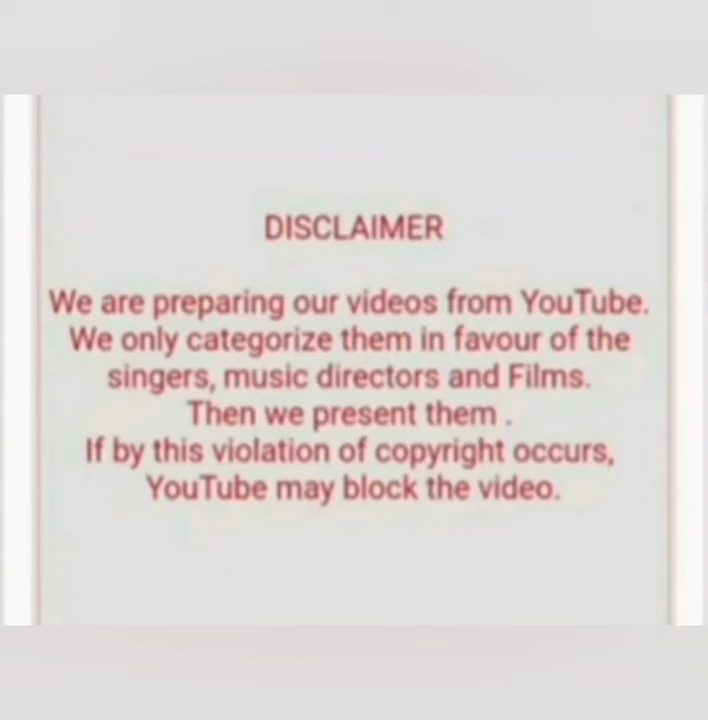 DISCLAIMER
We are preparing our videos from YouTube.
We only categorize them in favour of the
singers, music directors and Films.
Then we present them .
If by this violation of copyright occurs,
YouTube may block the video.